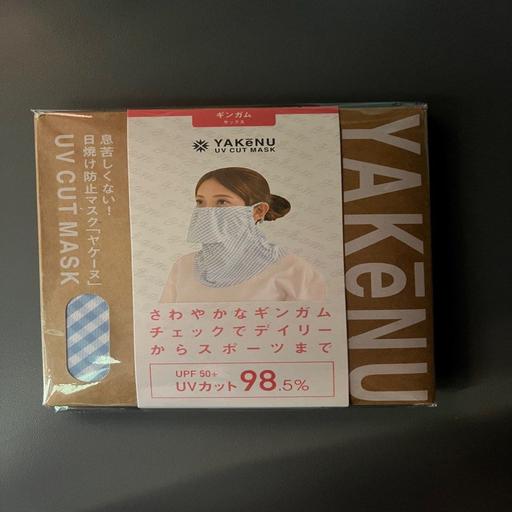 ギンガム
サックス
YAKēNU
UV CUT MASK
さわやかなギンガム
チェックでデイリー
からスポーツまで
UPF 50+
UVカット98.5%
息苦しくない!
日焼け防止マスク「ヤケーヌ」
UV CUT MASK
YAKēNU